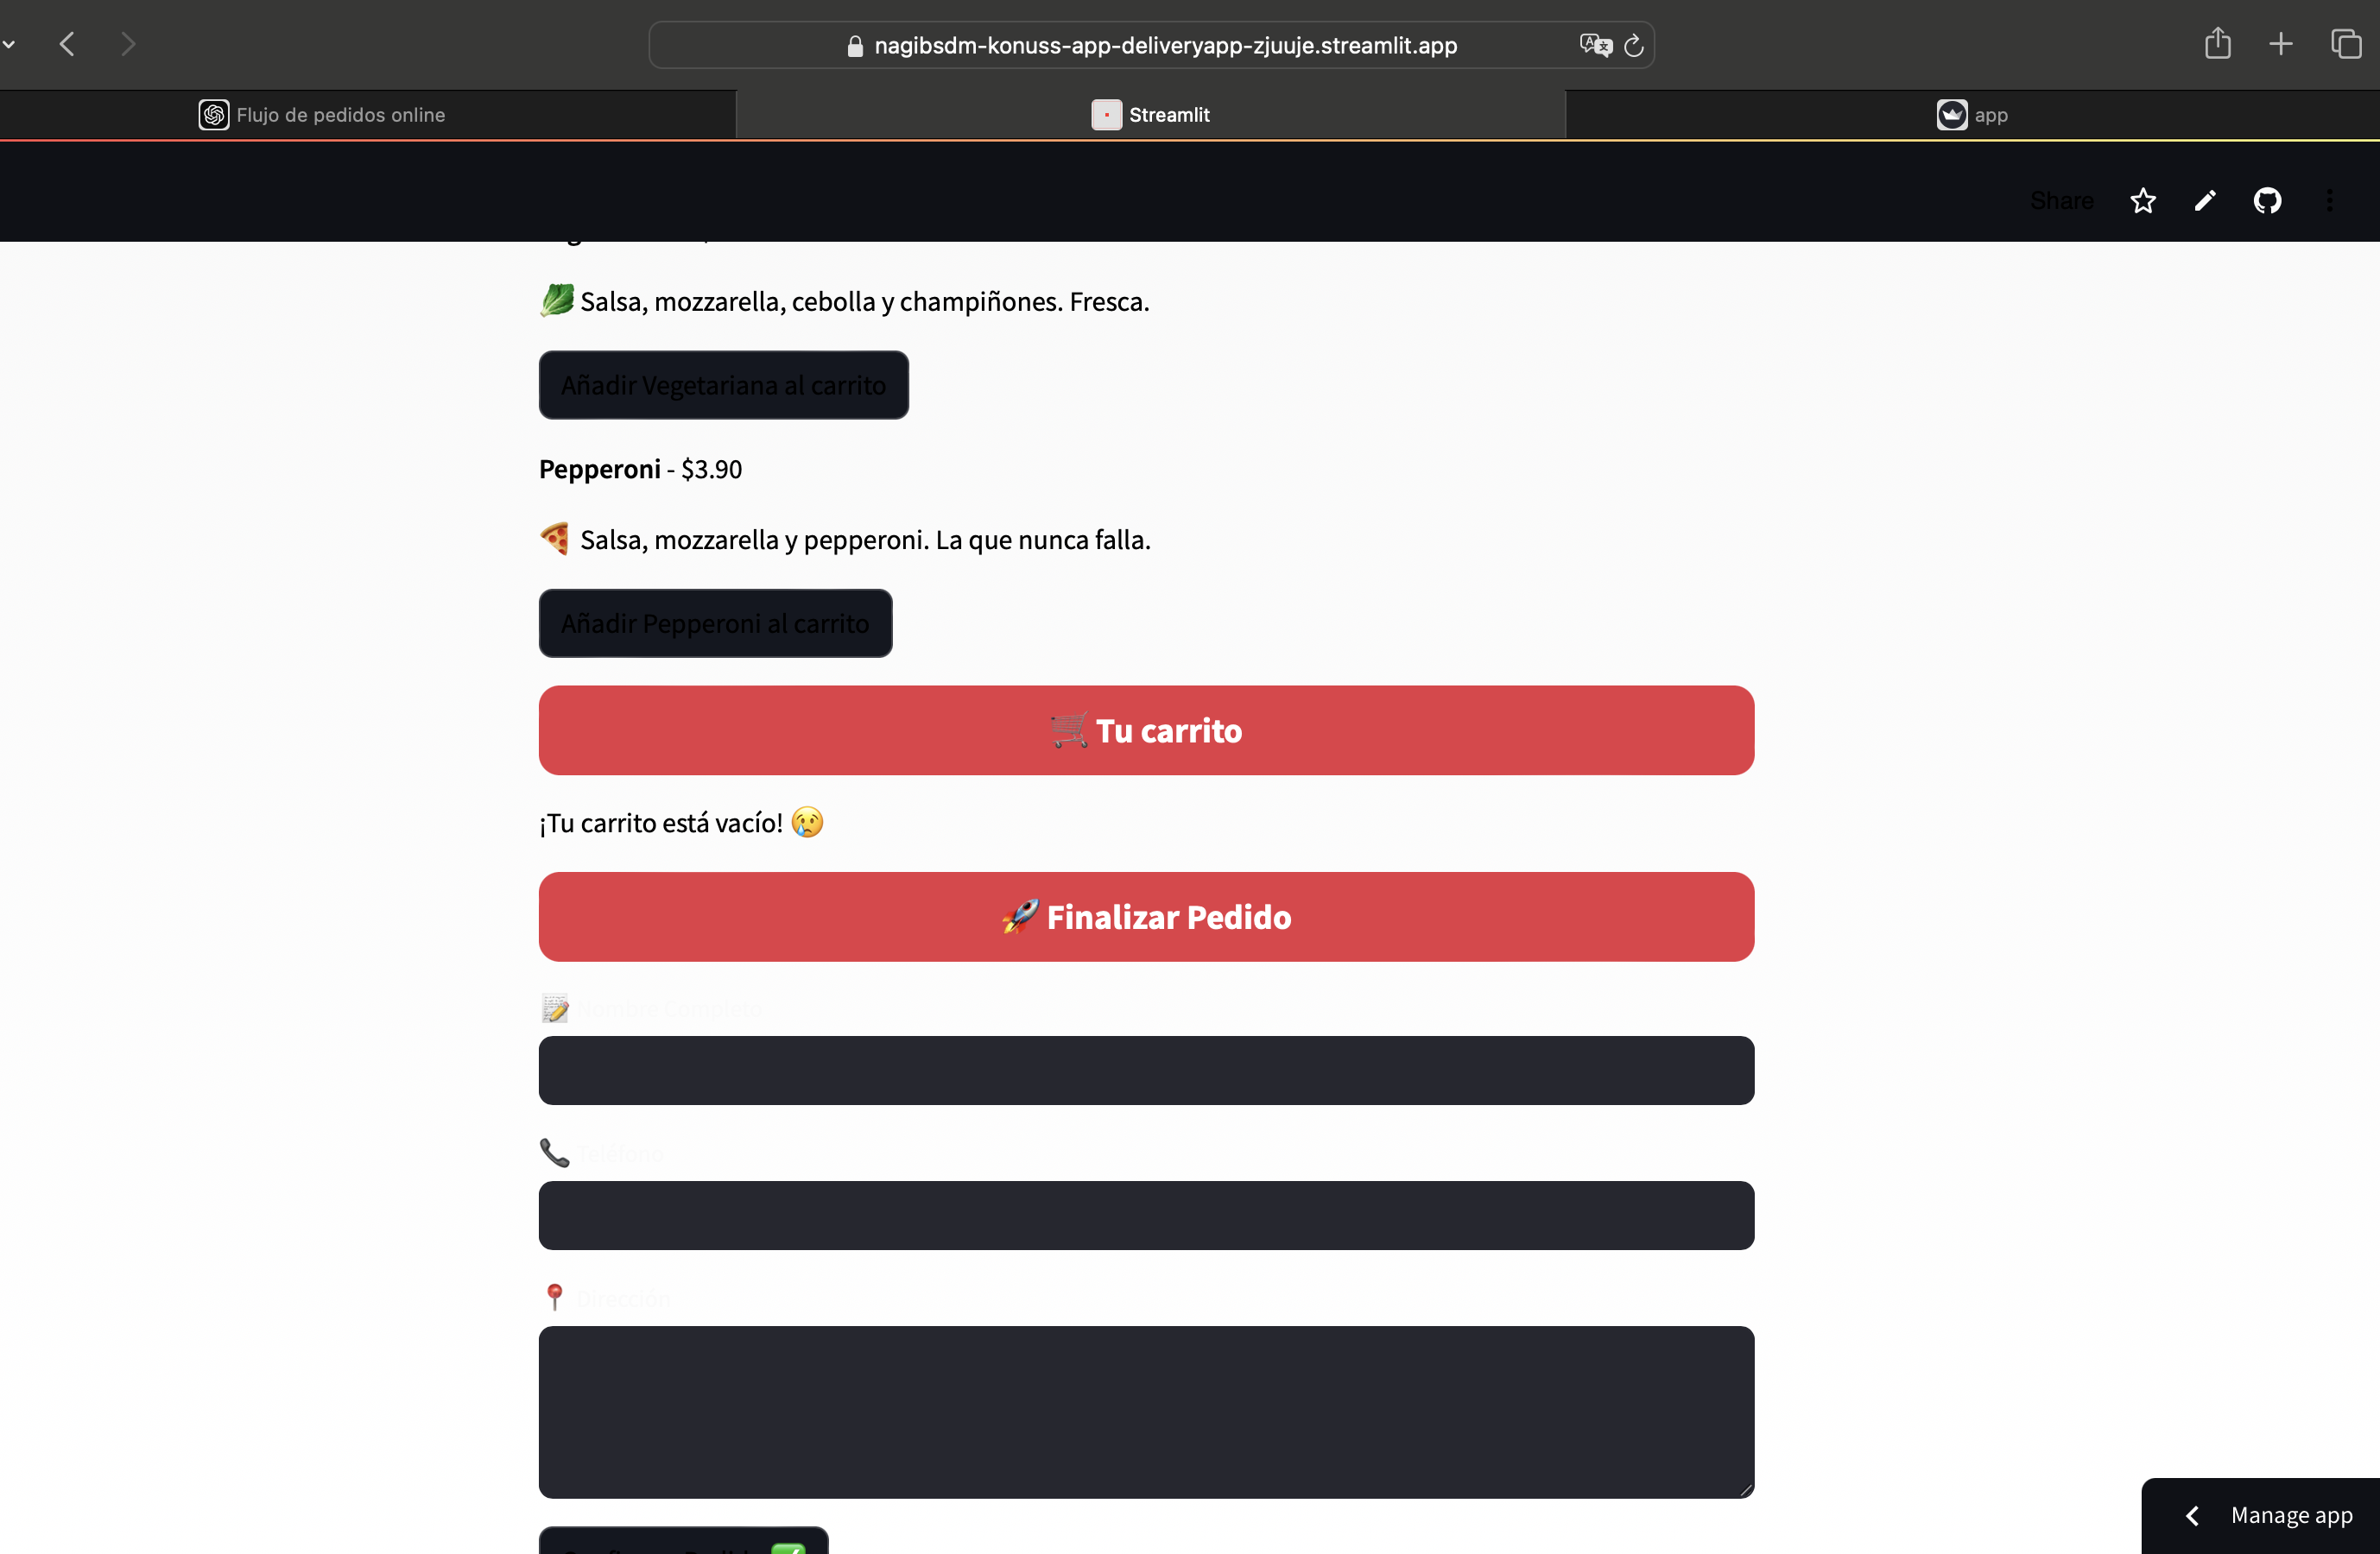 nagibsdm-konuss-app-deliveryapp-zjuuje.streamlit.app
Flujo de pedidos online
Streamlit
app
Share
Salsa, mozzarella, cebolla y champiñones. Fresca.
Añadir Vegetariana al carrito
Pepperoni - $3.90
Salsa, mozzarella y pepperoni. La que nunca falla.
Añadir Pepperoni al carrito
Tu carrito
¡Tu carrito está vacío!
Finalizar Pedido
Nombre Completo
Teléfono
Dirección
Manage app